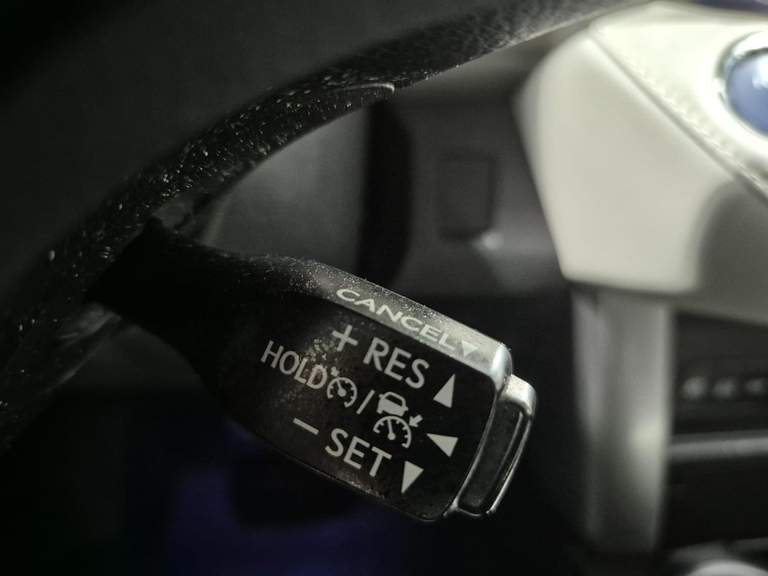 CANCEL
+ RES
HOLD /
− SET